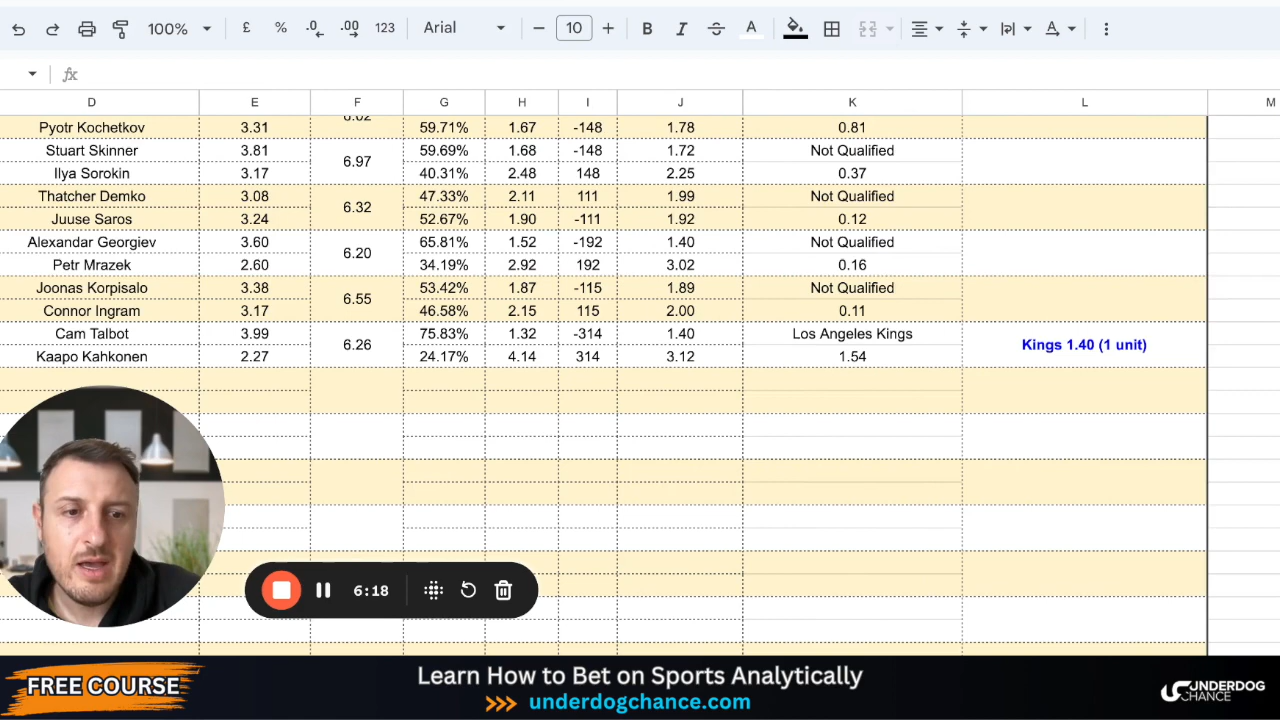 100%
£
%
.0
.00
123
Arial
10
B
I
A
A
fx
D E F G H I J K L M
Pyotr Kochetkov 3.31 59.71% 1.67 -148 1.78 0.81
Stuart Skinner 3.81 6.97 59.69% 1.68 -148 1.72 Not Qualified
Ilya Sorokin 3.17 40.31% 2.48 148 2.25 0.37
Thatcher Demko 3.08 6.32 47.33% 2.11 111 1.99 Not Qualified
Juuse Saros 3.24 52.67% 1.90 -111 1.92 0.12
Alexandar Georgiev 3.60 6.20 65.81% 1.52 -192 1.40 Not Qualified
Petr Mrazek 2.60 34.19% 2.92 192 3.02 0.16
Joonas Korpisalo 3.38 6.55 53.42% 1.87 -115 1.89 Not Qualified
Connor Ingram 3.17 46.58% 2.15 115 2.00 0.11
Cam Talbot 3.99 6.26 75.83% 1.32 -314 1.40 Los Angeles Kings Kings 1.40 (1 unit)
Kaapo Kahkonen 2.27 24.17% 4.14 314 3.12 1.54
6:18
FREE COURSE
Learn How to Bet on Sports Analytically
>>> underdogchance.com
UNDERDOG
CHANCE